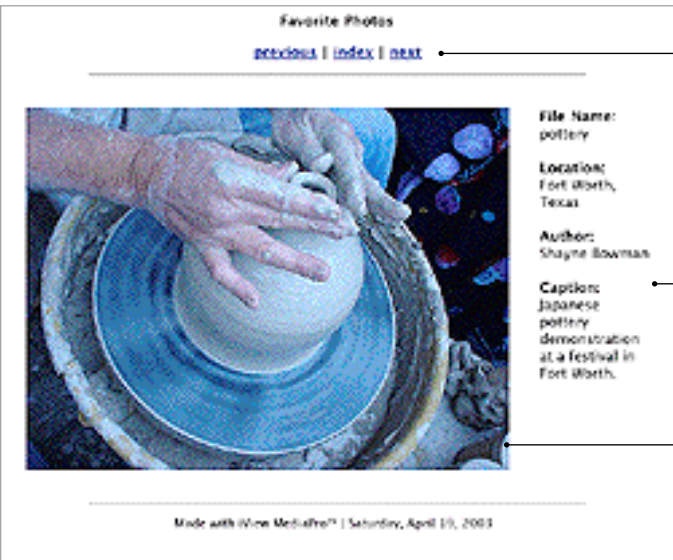 Favorite Photos
previous | index | next
File Name:
pottery
Location:
Fort Worth,
Texas
Author:
Shayne Bowman
Caption:
Japanese
pottery
demonstration
at a festival in
Fort Worth.
Made with iView MediaPro™ | Saturday, April 19, 2003